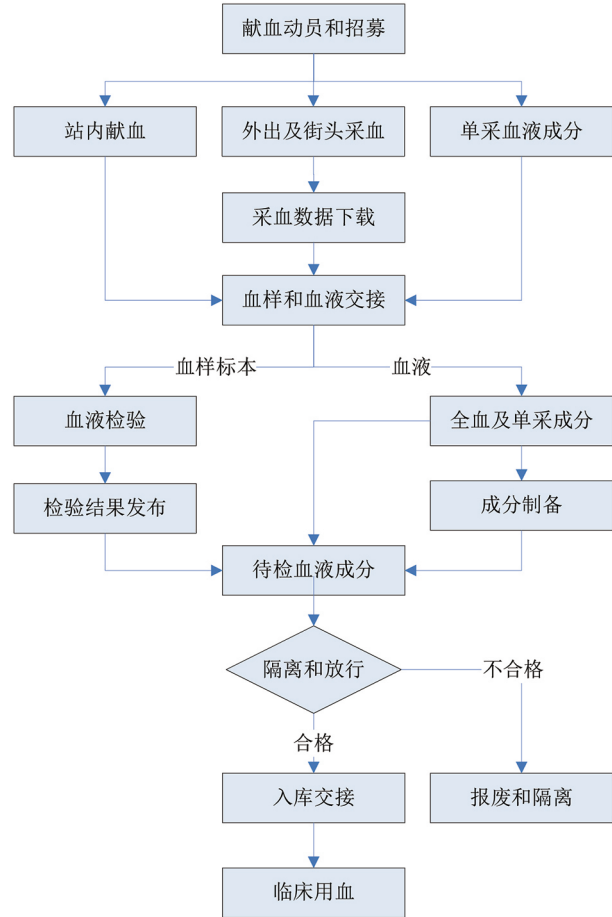 献血动员和招募
站内献血
外出及街头采血
单采血液成分
采血数据下载
血样和血液交接
血样标本
血液
血液检验
全血及单采成分
检验结果发布
成分制备
待检血液成分
隔离和放行
不合格
合格
入库交接
报废和隔离
临床用血